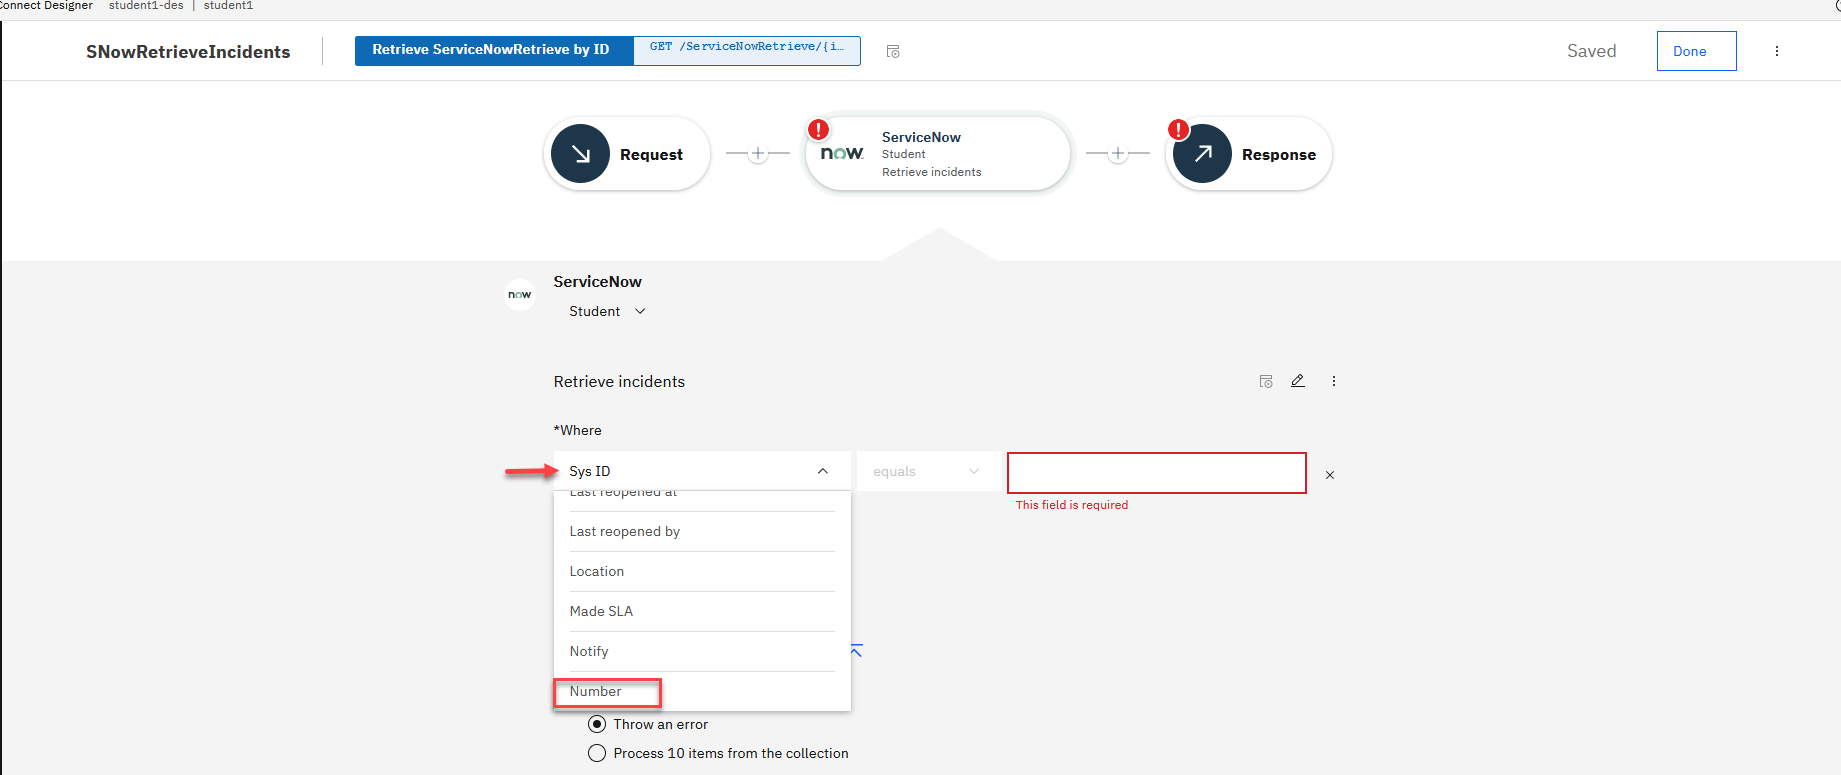 Connect Designer student1-des | student1
SNowRetrieveIncidents
Retrieve ServiceNowRetrieve by ID
GET /ServiceNowRetrieve/{i...
Saved
Done
Request
now
ServiceNow
Student
Retrieve incidents
Response
now
ServiceNow
Student
Retrieve incidents
*Where
Sys ID
equals
This field is required
Last reopened at
Last reopened by
Location
Made SLA
Notify
Number
Throw an error
Process 10 items from the collection